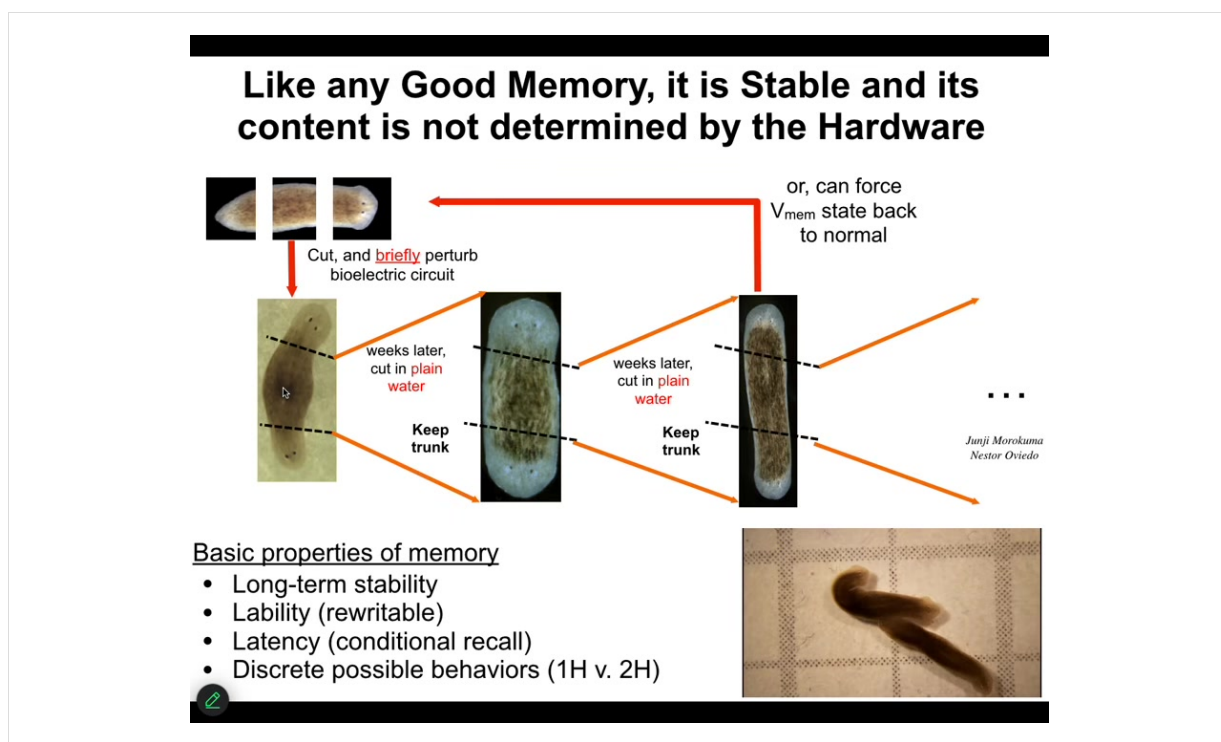 Like any Good Memory, it is Stable and its
content is not determined by the Hardware
or, can force
Vmem state back
to normal
Cut, and briefly perturb
bioelectric circuit
weeks later,
cut in plain
water
Keep
trunk
weeks later,
cut in plain
water
Keep
trunk
...
Junji Morokuma
Nestor Oviedo
Basic properties of memory
• Long-term stability
• Lability (rewritable)
• Latency (conditional recall)
• Discrete possible behaviors (1H v. 2H)